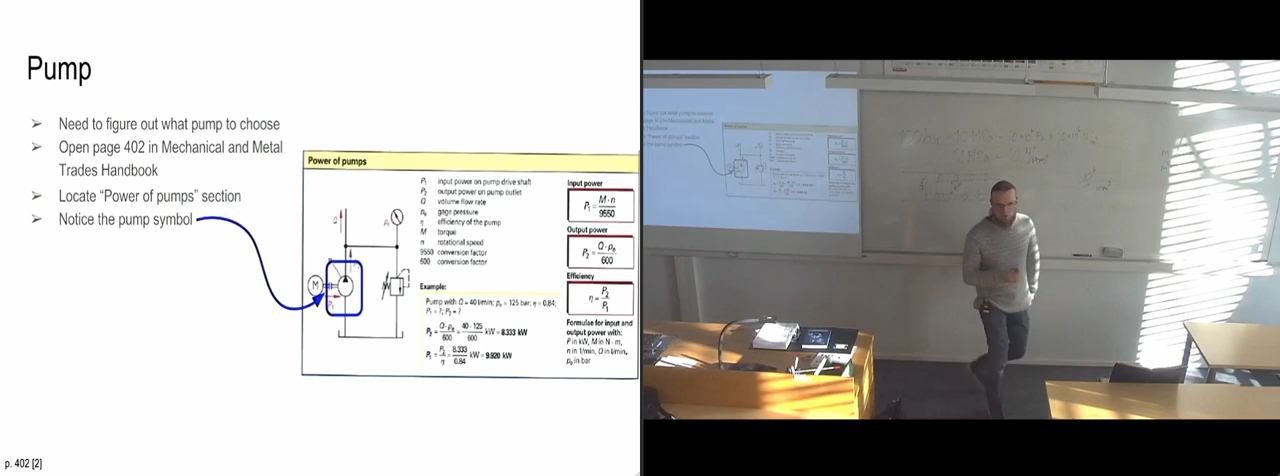 Pump
➢ Need to figure out what pump to choose
➢ Open page 402 in Mechanical and Metal
Trades Handbook
➢ Locate “Power of pumps” section
➢ Notice the pump symbol
Power of pumps
P₁ input power on pump drive shaft
P₂ output power on pump outlet
Q volume flow rate
pₑ gage pressure
η efficiency of the pump
M torque
n rotational speed
9550 conversion factor
600 conversion factor
Example:
Pump with Q = 40 l/min; pₑ = 125 bar; η = 0.84;
P₁ = ?; P₂ = ?
P₂ = Q · pₑ / 600 = 40 · 125 / 600 kW = 8.333 kW
P₁ = P₂ / η = 8.333 / 0.84 kW = 9.920 kW
Input power
P₁ = M · n / 9550
Output power
P₂ = Q · pₑ / 600
Efficiency
η = P₂ / P₁
Formulae for input and
output power with:
P in kW, M in N · m,
n in 1/min, Q in l/min,
pₑ in bar
Q
M
p. 402 [2]